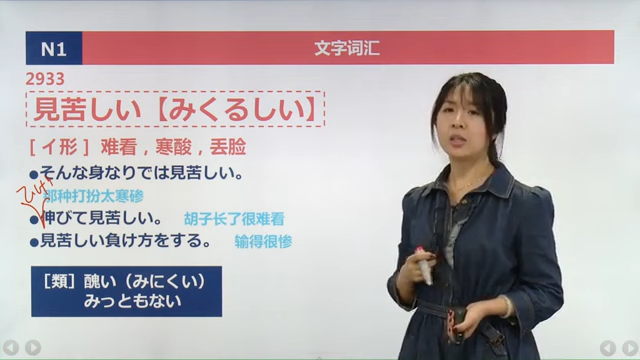 N1
文字词汇
2933
見苦しい【みくるしい】
[イ形] 难看，寒酸，丢脸
●そんな身なりでは見苦しい。
那种打扮太寒碜
●伸びて見苦しい。 胡子长了很难看
●見苦しい負け方をする。 输得很惨
[類] 醜い（みにくい）
みっともない